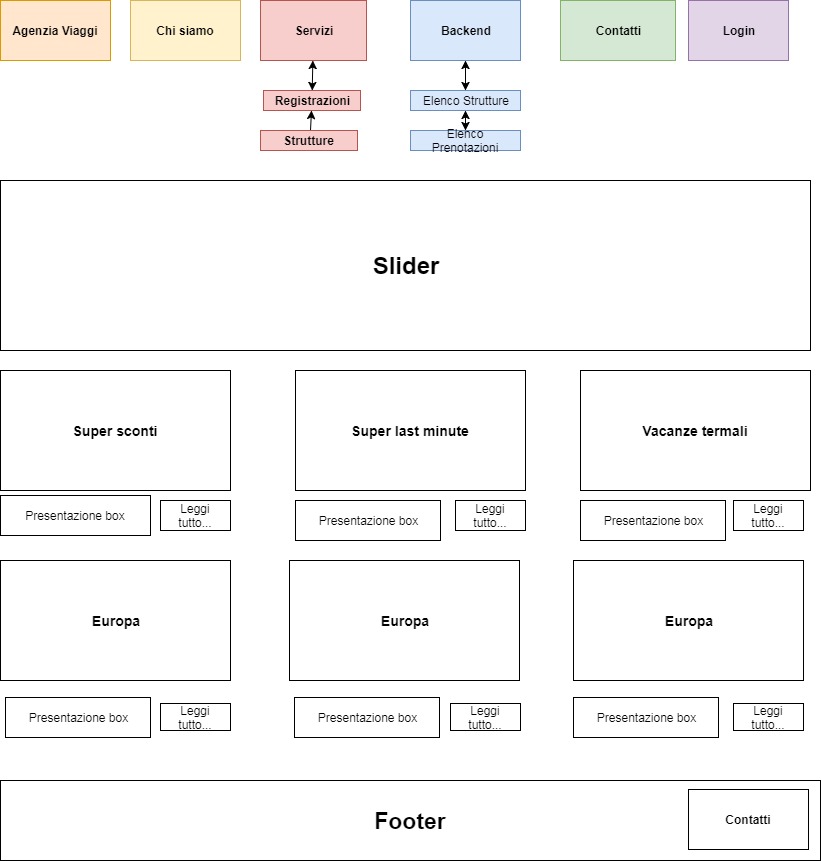 Agenzia Viaggi
Chi siamo
Servizi
Backend
Contatti
Login
Registrazioni
Elenco Strutture
Strutture
Elenco
Prenotazioni
Slider
Super sconti
Super last minute
Vacanze termali
Presentazione box
Leggi
tutto...
Presentazione box
Leggi
tutto...
Presentazione box
Leggi
tutto...
Europa
Europa
Europa
Presentazione box
Leggi
tutto...
Presentazione box
Leggi
tutto...
Presentazione box
Leggi
tutto...
Footer
Contatti